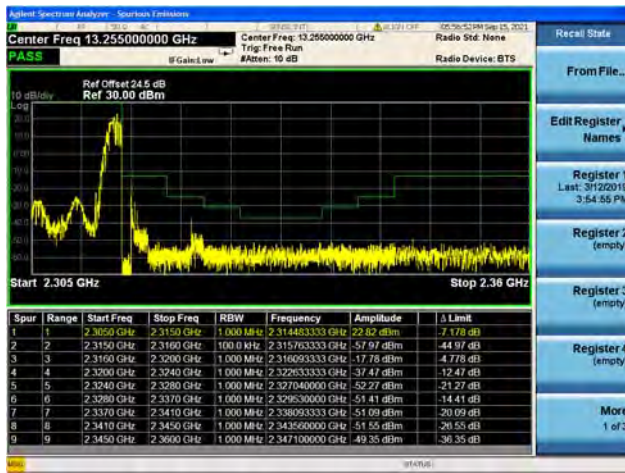 Agilent Spectrum Analyzer - Spurious Emissions
SENSE:INT ALIGN OFF 05:56:52 PM Sep 15, 2021
Center Freq 13.255000000 GHz
Center Freq: 13.255000000 GHz
Radio Std: None
PASS
Trig: Free Run
IFGain:Low
#Atten: 10 dB
Radio Device: BTS
Ref Offset 24.5 dB
10 dB/div Ref 30.00 dBm
Log
Start 2.305 GHz
Stop 2.36 GHz
Spur Range Start Freq Stop Freq RBW Frequency Amplitude Δ Limit
1 1 2.3050 GHz 2.3150 GHz 1.000 MHz 2.314483333 GHz 22.82 dBm -7.178 dB
2 2 2.3150 GHz 2.3160 GHz 100.0 kHz 2.315763333 GHz -57.97 dBm -44.97 dB
3 3 2.3160 GHz 2.3200 GHz 1.000 MHz 2.316093333 GHz -17.78 dBm -4.778 dB
4 4 2.3200 GHz 2.3240 GHz 1.000 MHz 2.322633333 GHz -37.47 dBm -12.47 dB
5 5 2.3240 GHz 2.3280 GHz 1.000 MHz 2.327040000 GHz -52.27 dBm -21.27 dB
6 6 2.3280 GHz 2.3370 GHz 1.000 MHz 2.329530000 GHz -51.41 dBm -14.41 dB
7 7 2.3370 GHz 2.3410 GHz 1.000 MHz 2.338093333 GHz -51.09 dBm -20.09 dB
8 8 2.3410 GHz 2.3450 GHz 1.000 MHz 2.343560000 GHz -51.55 dBm -26.55 dB
9 9 2.3450 GHz 2.3600 GHz 1.000 MHz 2.347100000 GHz -49.35 dBm -36.35 dB
MSG
STATUS
Recall State
From File...
Edit Register
Names
Register
Last: 3/12/2019
3:54:55 PM
Register 2
(empty)
Register 3
(empty)
Register 4
(empty)
More
1 of